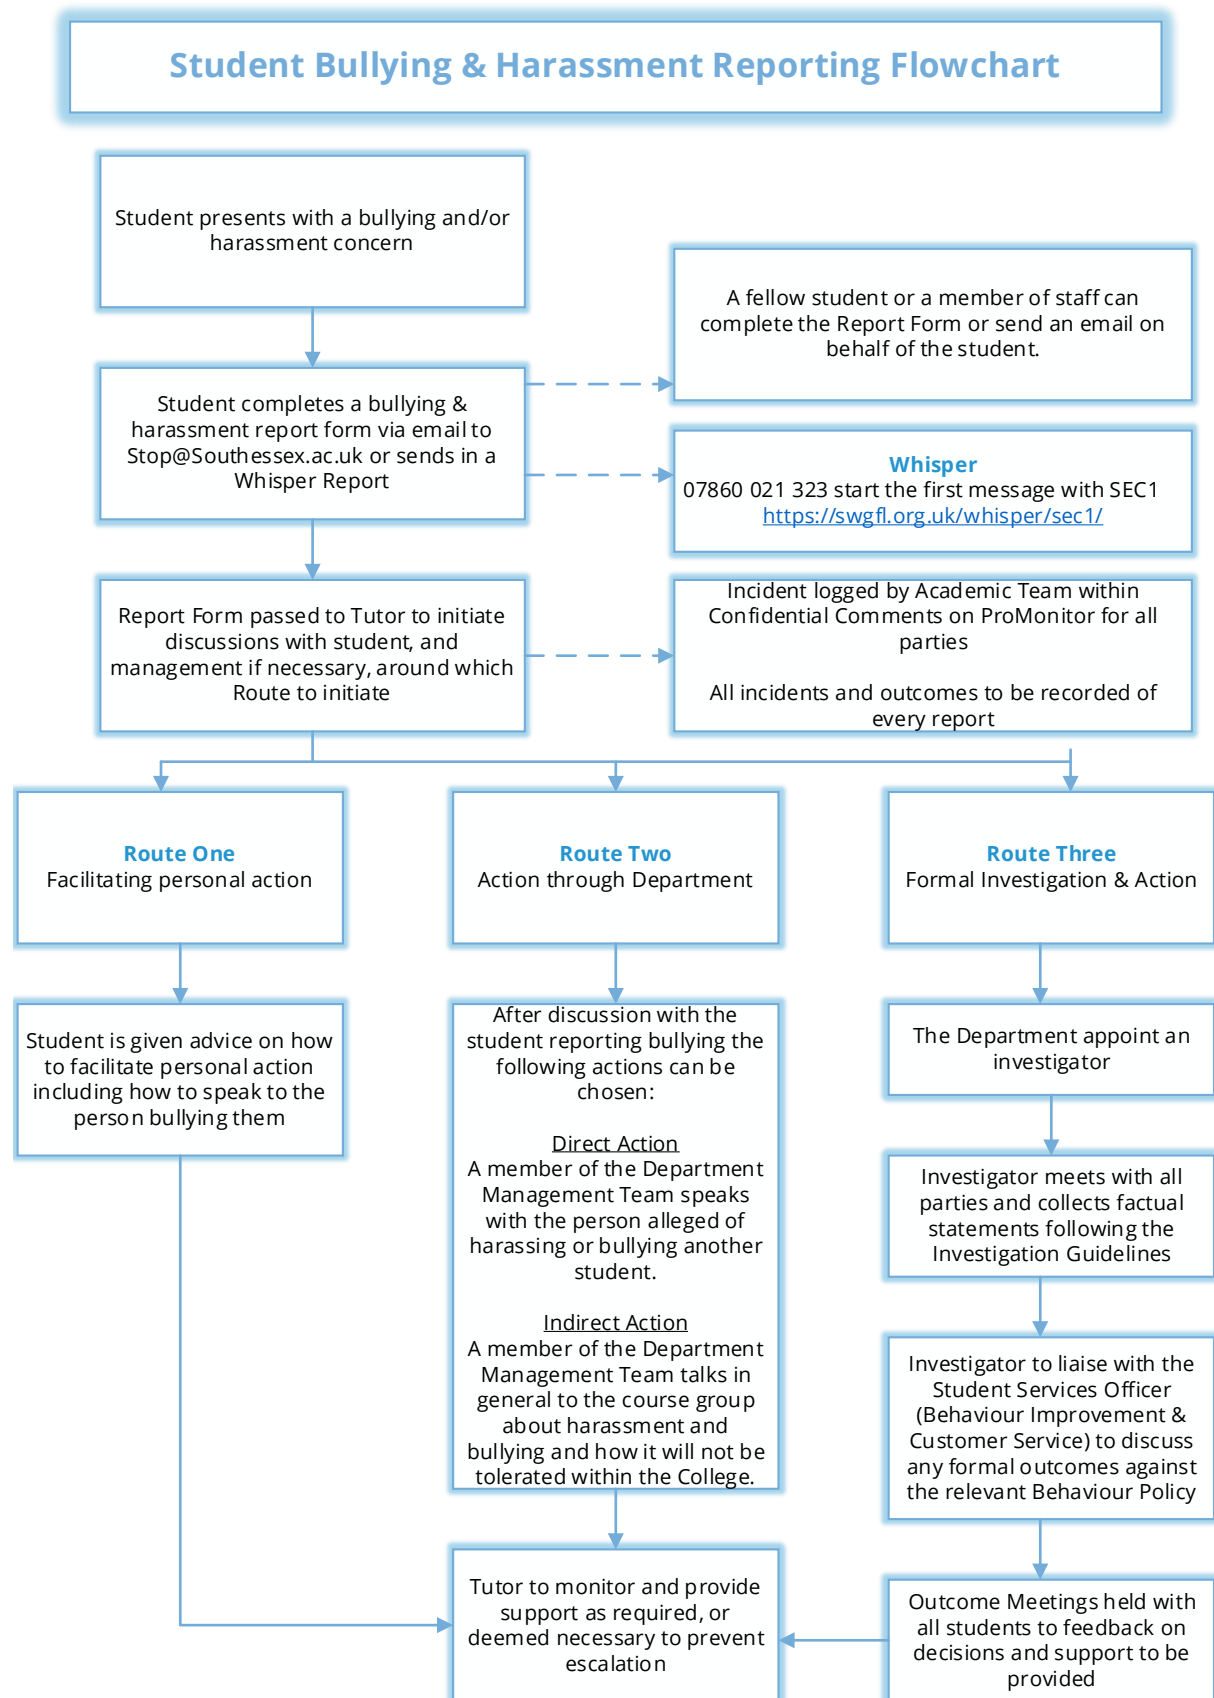 Student Bullying & Harassment Reporting Flowchart
Student presents with a bullying and/or
harassment concern
A fellow student or a member of staff can
complete the Report Form or send an email on
behalf of the student.
Student completes a bullying &
harassment report form via email to
Stop@Southessex.ac.uk or sends in a
Whisper Report
Whisper
07860 021 323 start the first message with SEC1
https://swgfl.org.uk/whisper/sec1/
Report Form passed to Tutor to initiate
discussions with student, and
management if necessary, around which
Route to initiate
Incident logged by Academic Team within
Confidential Comments on ProMonitor for all
parties
All incidents and outcomes to be recorded of
every report
Route One
Facilitating personal action
Route Two
Action through Department
Route Three
Formal Investigation & Action
Student is given advice on how
to facilitate personal action
including how to speak to the
person bullying them
After discussion with the
student reporting bullying the
following actions can be
chosen:
Direct Action
A member of the Department
Management Team speaks
with the person alleged of
harassing or bullying another
student.
Indirect Action
A member of the Department
Management Team talks in
general to the course group
about harassment and
bullying and how it will not be
tolerated within the College.
The Department appoint an
investigator
Investigator meets with all
parties and collects factual
statements following the
Investigation Guidelines
Investigator to liaise with the
Student Services Officer
(Behaviour Improvement &
Customer Service) to discuss
any formal outcomes against
the relevant Behaviour Policy
Tutor to monitor and provide
support as required, or
deemed necessary to prevent
escalation
Outcome Meetings held with
all students to feedback on
decisions and support to be
provided